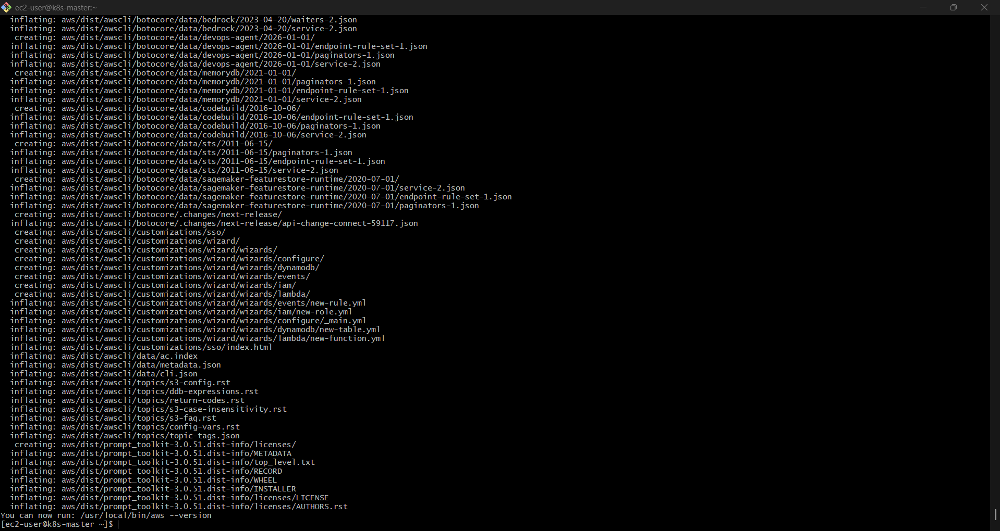 ec2-user@k8s-master:~
inflating: aws/dist/awscli/botocore/data/bedrock/2023-04-20/waiters-2.json
inflating: aws/dist/awscli/botocore/data/bedrock/2023-04-20/service-2.json
creating: aws/dist/awscli/botocore/data/devops-agent/2026-01-01/
inflating: aws/dist/awscli/botocore/data/devops-agent/2026-01-01/endpoint-rule-set-1.json
inflating: aws/dist/awscli/botocore/data/devops-agent/2026-01-01/paginators-1.json
inflating: aws/dist/awscli/botocore/data/devops-agent/2026-01-01/service-2.json
creating: aws/dist/awscli/botocore/data/memorydb/2021-01-01/
inflating: aws/dist/awscli/botocore/data/memorydb/2021-01-01/paginators-1.json
inflating: aws/dist/awscli/botocore/data/memorydb/2021-01-01/endpoint-rule-set-1.json
inflating: aws/dist/awscli/botocore/data/memorydb/2021-01-01/service-2.json
creating: aws/dist/awscli/botocore/data/codebuild/2016-10-06/
inflating: aws/dist/awscli/botocore/data/codebuild/2016-10-06/endpoint-rule-set-1.json
inflating: aws/dist/awscli/botocore/data/codebuild/2016-10-06/paginators-1.json
inflating: aws/dist/awscli/botocore/data/codebuild/2016-10-06/service-2.json
creating: aws/dist/awscli/botocore/data/sts/2011-06-15/
inflating: aws/dist/awscli/botocore/data/sts/2011-06-15/paginators-1.json
inflating: aws/dist/awscli/botocore/data/sts/2011-06-15/endpoint-rule-set-1.json
inflating: aws/dist/awscli/botocore/data/sts/2011-06-15/service-2.json
creating: aws/dist/awscli/botocore/data/sagemaker-featurestore-runtime/2020-07-01/
inflating: aws/dist/awscli/botocore/data/sagemaker-featurestore-runtime/2020-07-01/service-2.json
inflating: aws/dist/awscli/botocore/data/sagemaker-featurestore-runtime/2020-07-01/endpoint-rule-set-1.json
inflating: aws/dist/awscli/botocore/data/sagemaker-featurestore-runtime/2020-07-01/paginators-1.json
creating: aws/dist/awscli/botocore/.changes/next-release/
inflating: aws/dist/awscli/botocore/.changes/next-release/api-change-connect-59117.json
creating: aws/dist/awscli/customizations/sso/
creating: aws/dist/awscli/customizations/wizard/
creating: aws/dist/awscli/customizations/wizard/wizards/
creating: aws/dist/awscli/customizations/wizard/wizards/configure/
creating: aws/dist/awscli/customizations/wizard/wizards/dynamodb/
creating: aws/dist/awscli/customizations/wizard/wizards/events/
creating: aws/dist/awscli/customizations/wizard/wizards/iam/
creating: aws/dist/awscli/customizations/wizard/wizards/lambda/
inflating: aws/dist/awscli/customizations/wizard/wizards/events/new-rule.yml
inflating: aws/dist/awscli/customizations/wizard/wizards/iam/new-role.yml
inflating: aws/dist/awscli/customizations/wizard/wizards/configure/_main.yml
inflating: aws/dist/awscli/customizations/wizard/wizards/dynamodb/new-table.yml
inflating: aws/dist/awscli/customizations/wizard/wizards/lambda/new-function.yml
inflating: aws/dist/awscli/customizations/sso/index.html
inflating: aws/dist/awscli/data/ac.index
inflating: aws/dist/awscli/data/metadata.json
inflating: aws/dist/awscli/data/cli.json
inflating: aws/dist/awscli/topics/s3-config.rst
inflating: aws/dist/awscli/topics/ddb-expressions.rst
inflating: aws/dist/awscli/topics/return-codes.rst
inflating: aws/dist/awscli/topics/s3-case-insensitivity.rst
inflating: aws/dist/awscli/topics/s3-faq.rst
inflating: aws/dist/awscli/topics/config-vars.rst
inflating: aws/dist/awscli/topics/topic-tags.json
creating: aws/dist/prompt_toolkit-3.0.51.dist-info/licenses/
inflating: aws/dist/prompt_toolkit-3.0.51.dist-info/METADATA
inflating: aws/dist/prompt_toolkit-3.0.51.dist-info/top_level.txt
inflating: aws/dist/prompt_toolkit-3.0.51.dist-info/RECORD
inflating: aws/dist/prompt_toolkit-3.0.51.dist-info/WHEEL
inflating: aws/dist/prompt_toolkit-3.0.51.dist-info/INSTALLER
inflating: aws/dist/prompt_toolkit-3.0.51.dist-info/licenses/LICENSE
inflating: aws/dist/prompt_toolkit-3.0.51.dist-info/licenses/AUTHORS.rst
You can now run: /usr/local/bin/aws --version
[ec2-user@k8s-master ~]$